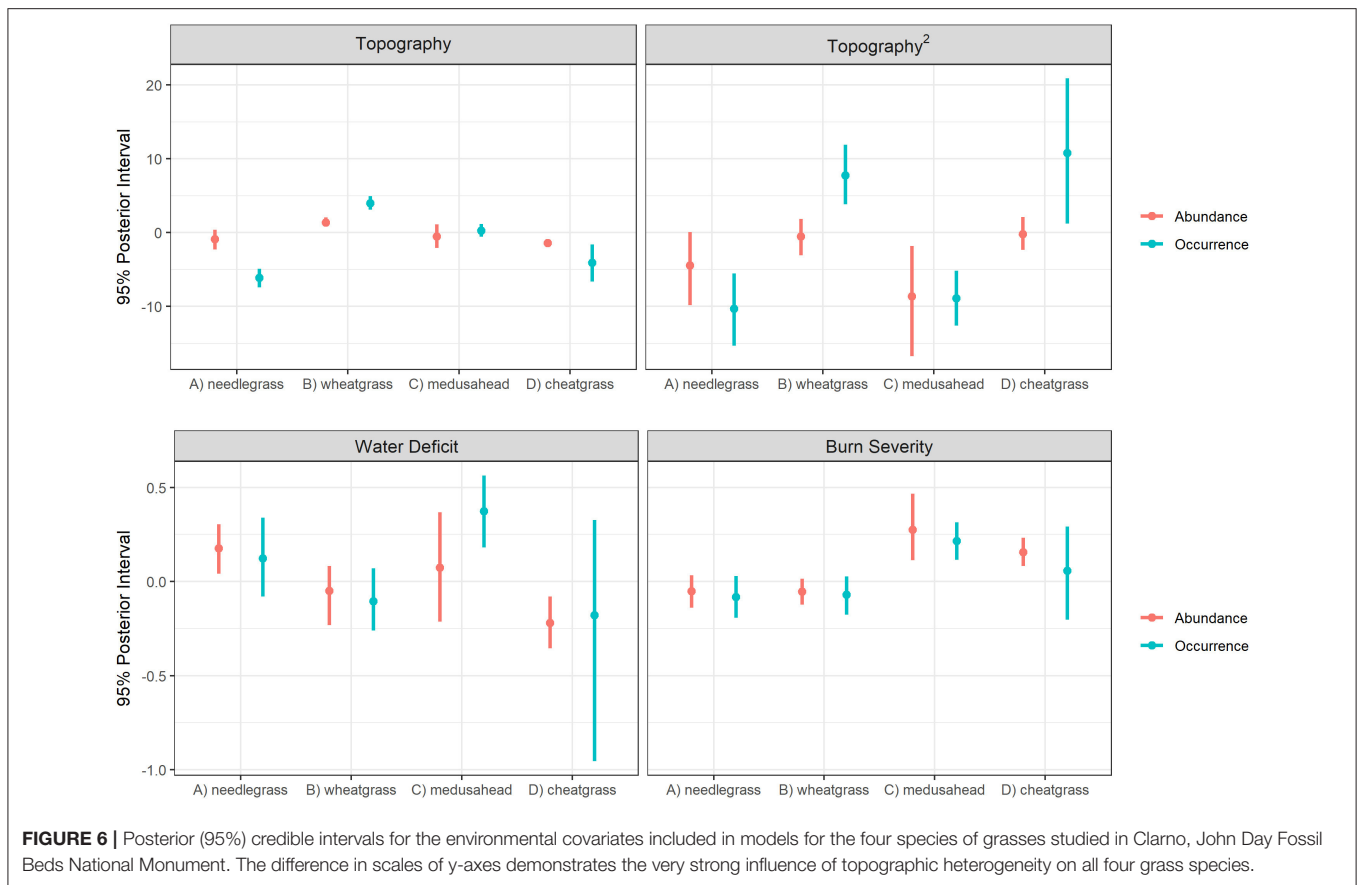 Topography
Topography²
95% Posterior Interval
20
10
0
-10
A) needlegrass
B) wheatgrass
C) medusahead
D) cheatgrass
A) needlegrass
B) wheatgrass
C) medusahead
D) cheatgrass
Abundance
Occurrence
Water Deficit
Burn Severity
95% Posterior Interval
0.5
0.0
-0.5
-1.0
A) needlegrass
B) wheatgrass
C) medusahead
D) cheatgrass
A) needlegrass
B) wheatgrass
C) medusahead
D) cheatgrass
Abundance
Occurrence
FIGURE 6 | Posterior (95%) credible intervals for the environmental covariates included in models for the four species of grasses studied in Clarno, John Day Fossil
Beds National Monument. The difference in scales of y-axes demonstrates the very strong influence of topographic heterogeneity on all four grass species.